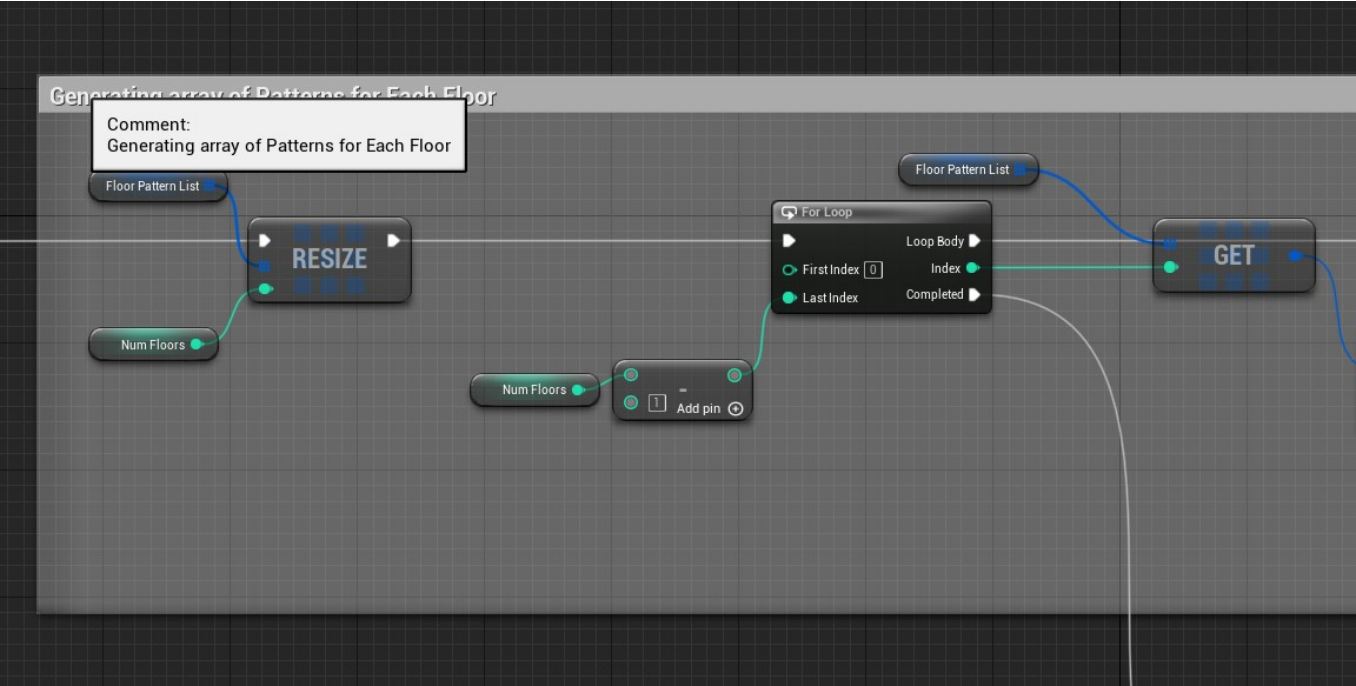 Generating array of Patterns for Each Floor
Comment:
Generating array of Patterns for Each Floor
Floor Pattern List
RESIZE
Num Floors
Num Floors
1
-
Add pin
For Loop
Loop Body
First Index 0
Index
Last Index
Completed
Floor Pattern List
GET